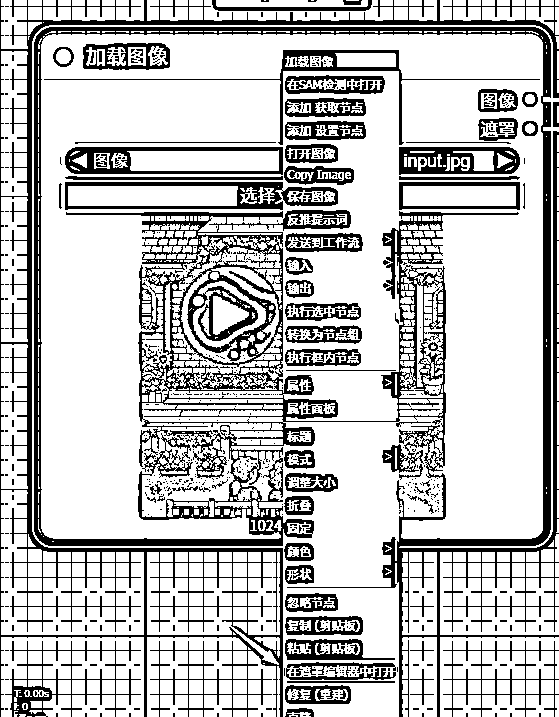 加载图像
加载图像
在SAM检测中打开
图像
添加 获取节点
遮罩
添加 设置节点
打开图像
图像
input.jpg
Copy Image
选择文
保存图像
反推提示词
发送到工作流
输入
输出
执行选中节点
转换为节点组
执行框内节点
属性
属性面板
标题
模式
调整大小
折叠
1024
固定
颜色
形状
忽略节点
复制 (剪贴板)
粘贴 (剪贴板)
在遮罩编辑器中打开
修复 (重建)
T: 0.00s
I: 0